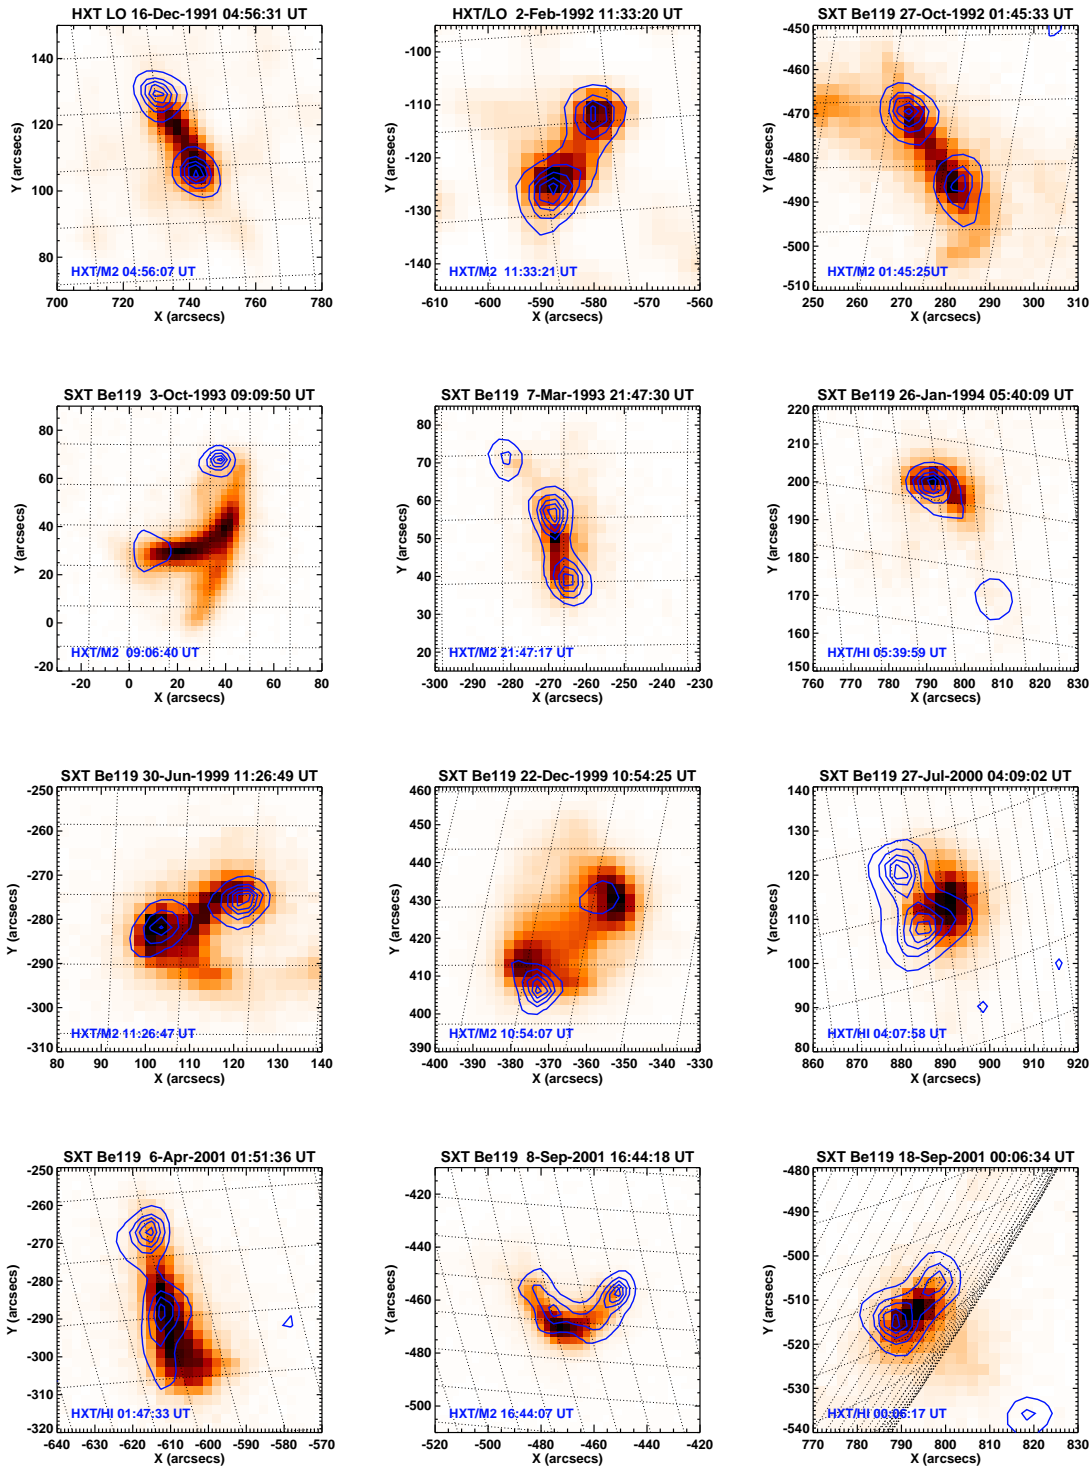 HXT LO 16-Dec-1991 04:56:31 UT
140
120
100
80
Y (arcsecs)
HXT/M2 04:56:07 UT
700 720 740 760 780
X (arcsecs)
HXT/LO 2-Feb-1992 11:33:20 UT
-100
-110
-120
-130
-140
Y (arcsecs)
HXT/M2 11:33:21 UT
-610 -600 -590 -580 -570 -560
X (arcsecs)
SXT Be119 27-Oct-1992 01:45:33 UT
-450
-460
-470
-480
-490
-500
-510
Y (arcsecs)
HXT/M2 01:45:25UT
250 260 270 280 290 300 310
X (arcsecs)
SXT Be119 3-Oct-1993 09:09:50 UT
80
60
40
20
0
-20
Y (arcsecs)
HXT/M2 09:06:40 UT
-20 0 20 40 60 80
X (arcsecs)
SXT Be119 7-Mar-1993 21:47:30 UT
80
70
60
50
40
30
20
Y (arcsecs)
HXT/M2 21:47:17 UT
-300 -290 -280 -270 -260 -250 -240 -230
X (arcsecs)
SXT Be119 26-Jan-1994 05:40:09 UT
220
210
200
190
180
170
160
150
Y (arcsecs)
HXT/HI 05:39:59 UT
760 770 780 790 800 810 820 830
X (arcsecs)
SXT Be119 30-Jun-1999 11:26:49 UT
-250
-260
-270
-280
-290
-300
-310
Y (arcsecs)
HXT/M2 11:26:47 UT
80 90 100 110 120 130 140
X (arcsecs)
SXT Be119 22-Dec-1999 10:54:25 UT
460
450
440
430
420
410
400
390
Y (arcsecs)
HXT/M2 10:54:07 UT
-400 -390 -380 -370 -360 -350 -340 -330
X (arcsecs)
SXT Be119 27-Jul-2000 04:09:02 UT
140
130
120
110
100
90
80
Y (arcsecs)
HXT/HI 04:07:58 UT
860 870 880 890 900 910 920
X (arcsecs)
SXT Be119 6-Apr-2001 01:51:36 UT
-250
-260
-270
-280
-290
-300
-310
-320
Y (arcsecs)
HXT/HI 01:47:33 UT
-640 -630 -620 -610 -600 -590 -580 -570
X (arcsecs)
SXT Be119 8-Sep-2001 16:44:18 UT
-420
-440
-460
-480
-500
Y (arcsecs)
HXT/M2 16:44:07 UT
-520 -500 -480 -460 -440 -420
X (arcsecs)
SXT Be119 18-Sep-2001 00:06:34 UT
-480
-490
-500
-510
-520
-530
-540
Y (arcsecs)
HXT/HI 00:06:17 UT
770 780 790 800 810 820 830
X (arcsecs)